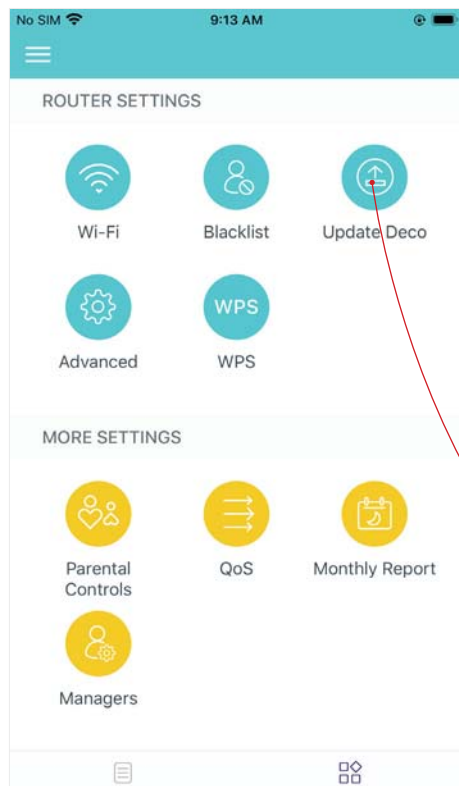 No SIM 9:13 AM
ROUTER SETTINGS
Wi-Fi Blacklist Update Deco
WPS
Advanced WPS
MORE SETTINGS
Parental Controls QoS Monthly Report
Managers